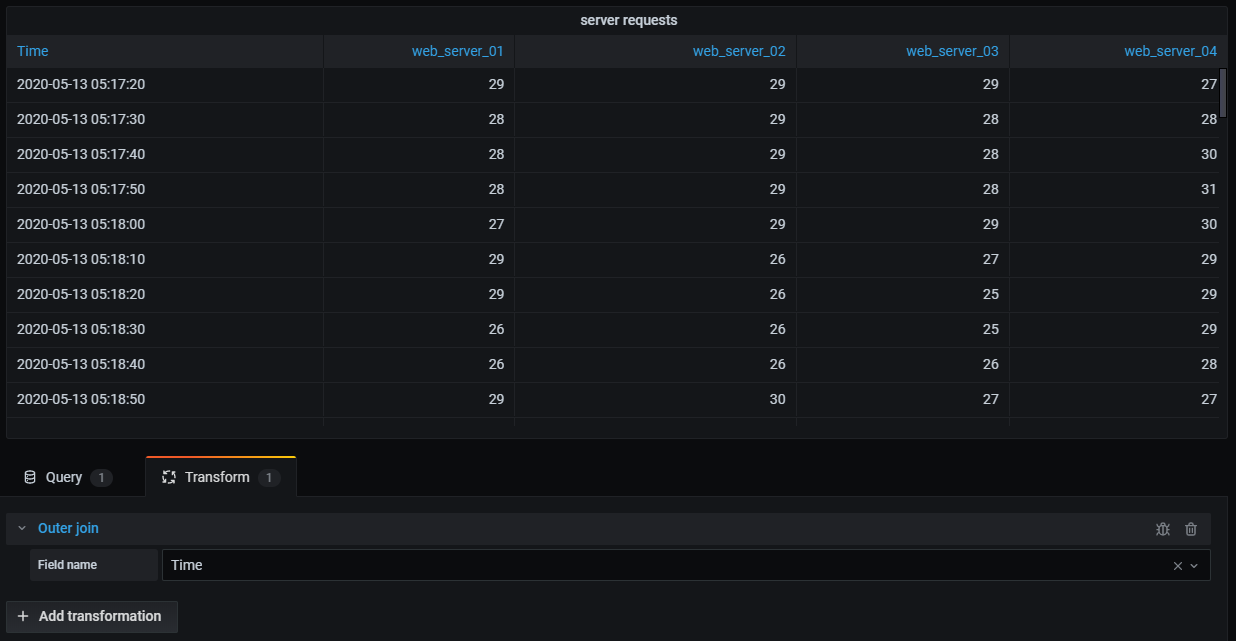 server requests
Time web_server_01 web_server_02 web_server_03 web_server_04
2020-05-13 05:17:20 29 29 29 27
2020-05-13 05:17:30 28 29 28 28
2020-05-13 05:17:40 28 29 28 30
2020-05-13 05:17:50 28 29 28 31
2020-05-13 05:18:00 27 29 29 30
2020-05-13 05:18:10 29 26 27 29
2020-05-13 05:18:20 29 26 25 29
2020-05-13 05:18:30 26 26 25 29
2020-05-13 05:18:40 26 26 26 28
2020-05-13 05:18:50 29 30 27 27
Query 1 Transform 1
Outer join
Field name Time
+ Add transformation